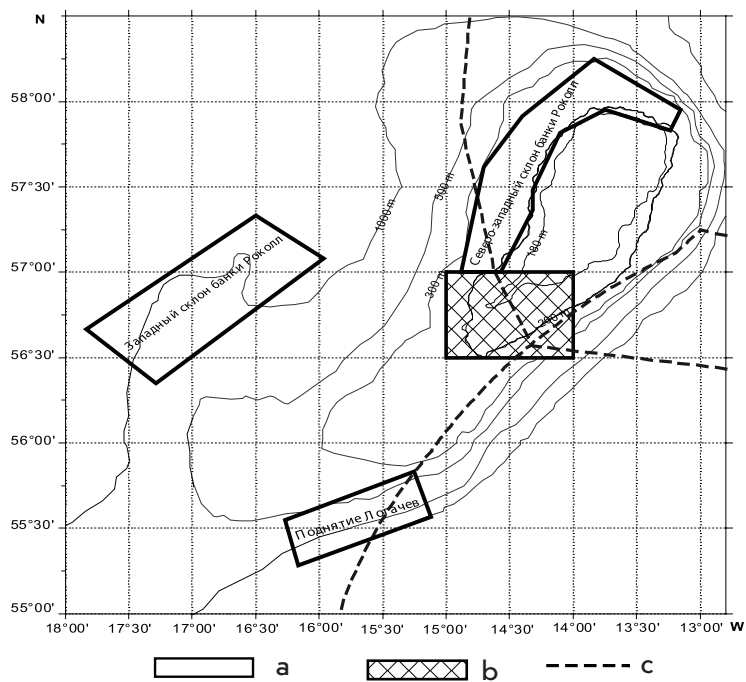 N
58°00'
57°30'
57°00'
56°30'
56°00'
55°30'
55°00'
1000 m
500 m
300 m
180 m
200 m
Северо-западный склон банки Роколл
Западный склон банки Роколл
Поднятие Логачев
18°00' 17°30' 17°00' 16°30' 16°00' 15°30' 15°00' 14°30' 14°00' 13°30' 13°00' W
a b c